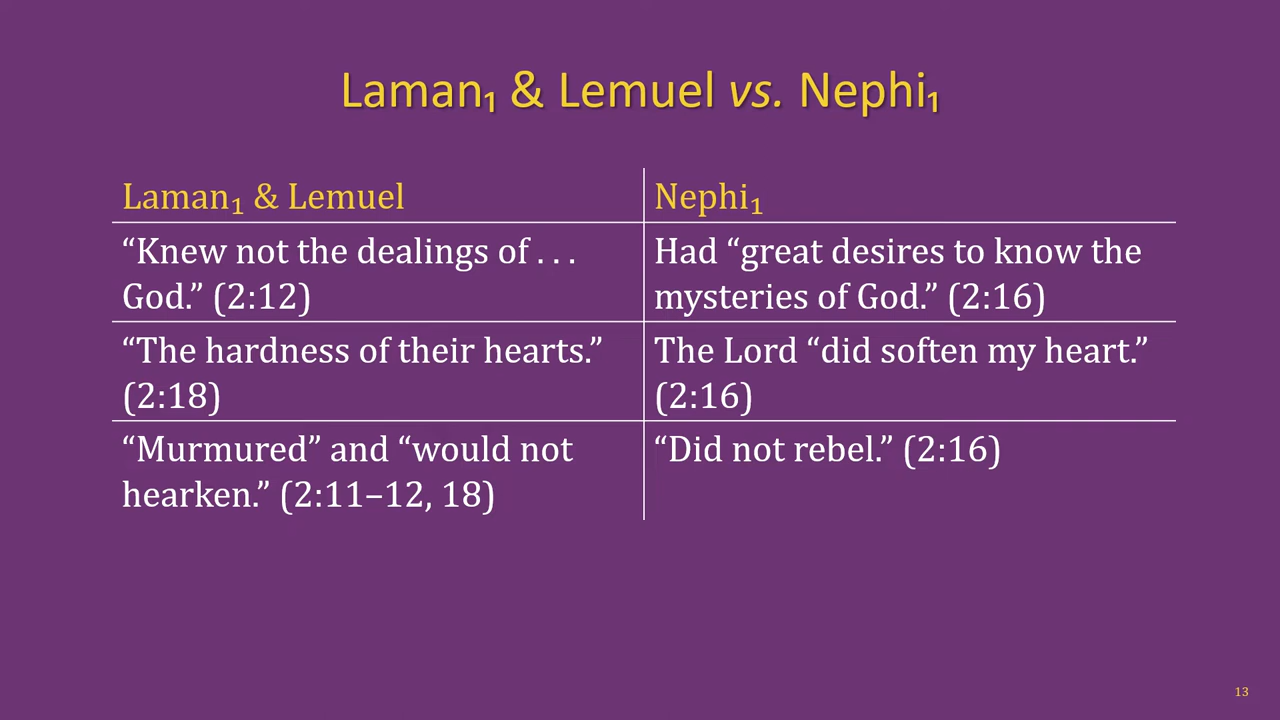 Laman₁ & Lemuel vs. Nephi₁
Laman₁ & Lemuel
Nephi₁
“Knew not the dealings of . . .
God.” (2:12)
Had “great desires to know the
mysteries of God.” (2:16)
“The hardness of their hearts.”
(2:18)
The Lord “did soften my heart.”
(2:16)
“Murmured” and “would not
hearken.” (2:11–12, 18)
“Did not rebel.” (2:16)
13